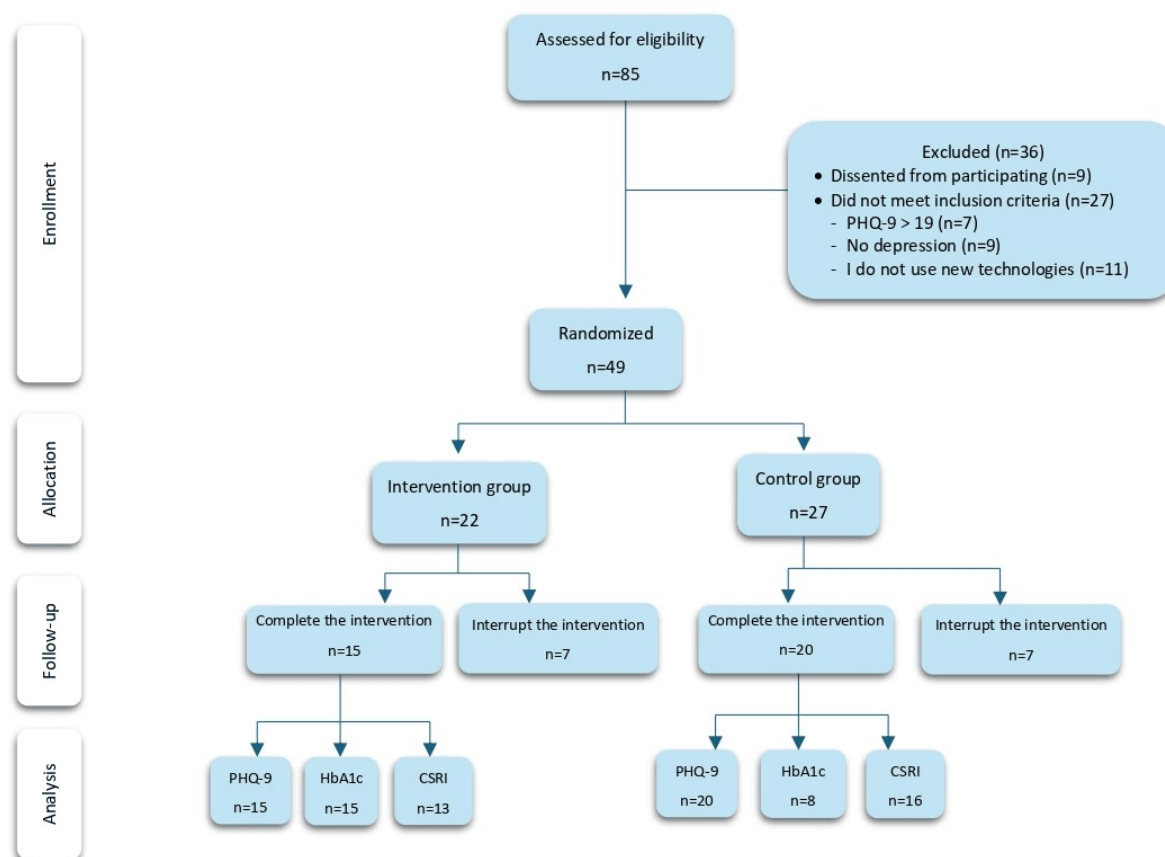 Enrollment
Assessed for eligibility
n=85
Excluded (n=36)
• Dissented from participating (n=9)
• Did not meet inclusion criteria (n=27)
- PHQ-9 > 19 (n=7)
- No depression (n=9)
- I do not use new technologies (n=11)
Randomized
n=49
Allocation
Intervention group
n=22
Control group
n=27
Follow-up
Complete the intervention
n=15
Interrupt the intervention
n=7
Complete the intervention
n=20
Interrupt the intervention
n=7
Analysis
PHQ-9
n=15
HbA1c
n=15
CSRI
n=13
PHQ-9
n=20
HbA1c
n=8
CSRI
n=16